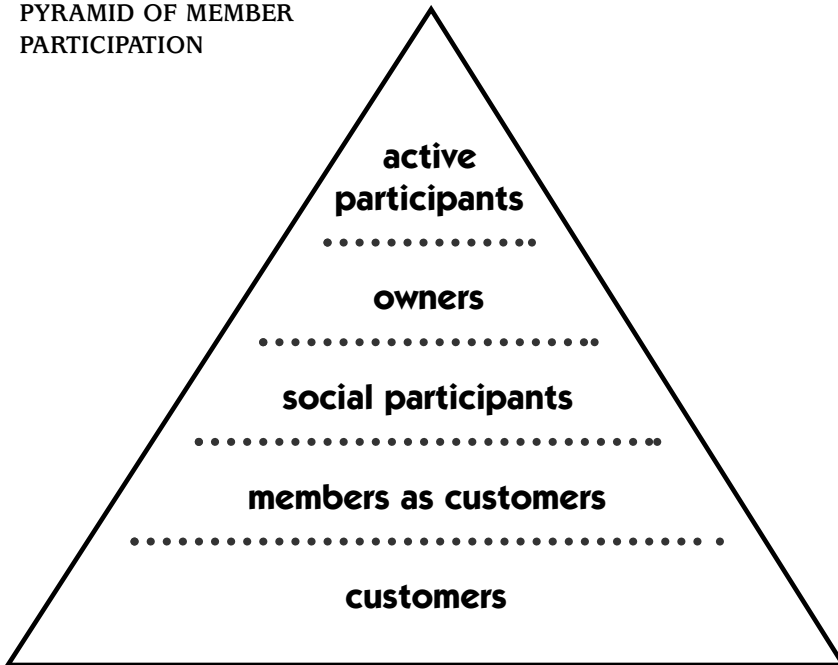 PYRAMID OF MEMBER
PARTICIPATION
active
participants
owners
social participants
members as customers
customers